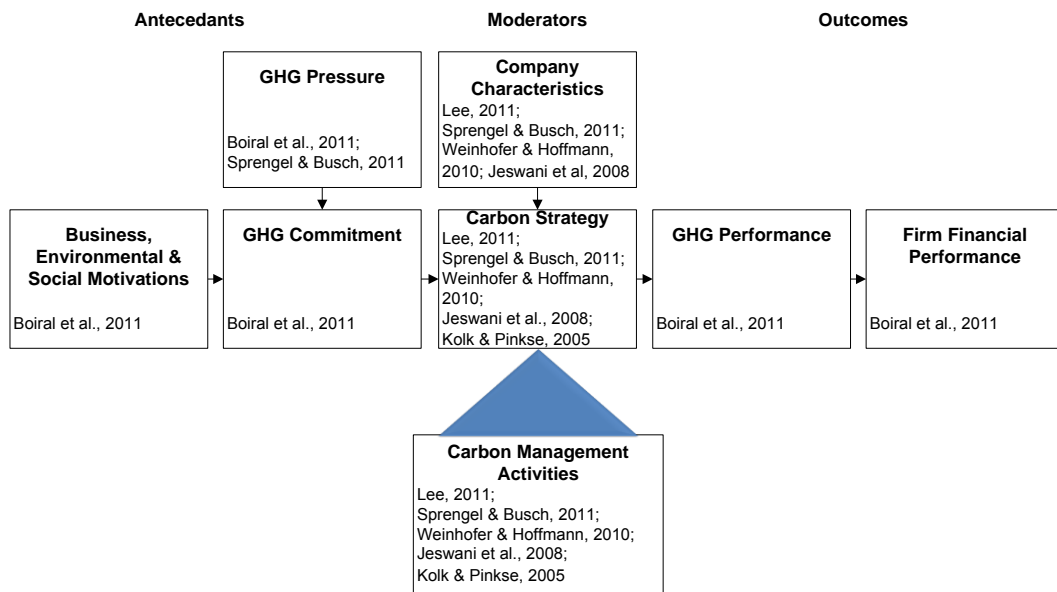 Antecedants
Moderators
Outcomes
GHG Pressure
Boiral et al., 2011;
Sprengel & Busch, 2011
Company
Characteristics
Lee, 2011;
Sprengel & Busch, 2011;
Weinhofer & Hoffmann,
2010; Jeswani et al, 2008
Business,
Environmental &
Social Motivations
Boiral et al., 2011
GHG Commitment
Boiral et al., 2011
Carbon Strategy
Lee, 2011;
Sprengel & Busch, 2011;
Weinhofer & Hoffmann,
2010;
Jeswani et al., 2008;
Kolk & Pinkse, 2005
GHG Performance
Boiral et al., 2011
Firm Financial
Performance
Boiral et al., 2011
Carbon Management
Activities
Lee, 2011;
Sprengel & Busch, 2011;
Weinhofer & Hoffmann, 2010;
Jeswani et al., 2008;
Kolk & Pinkse, 2005